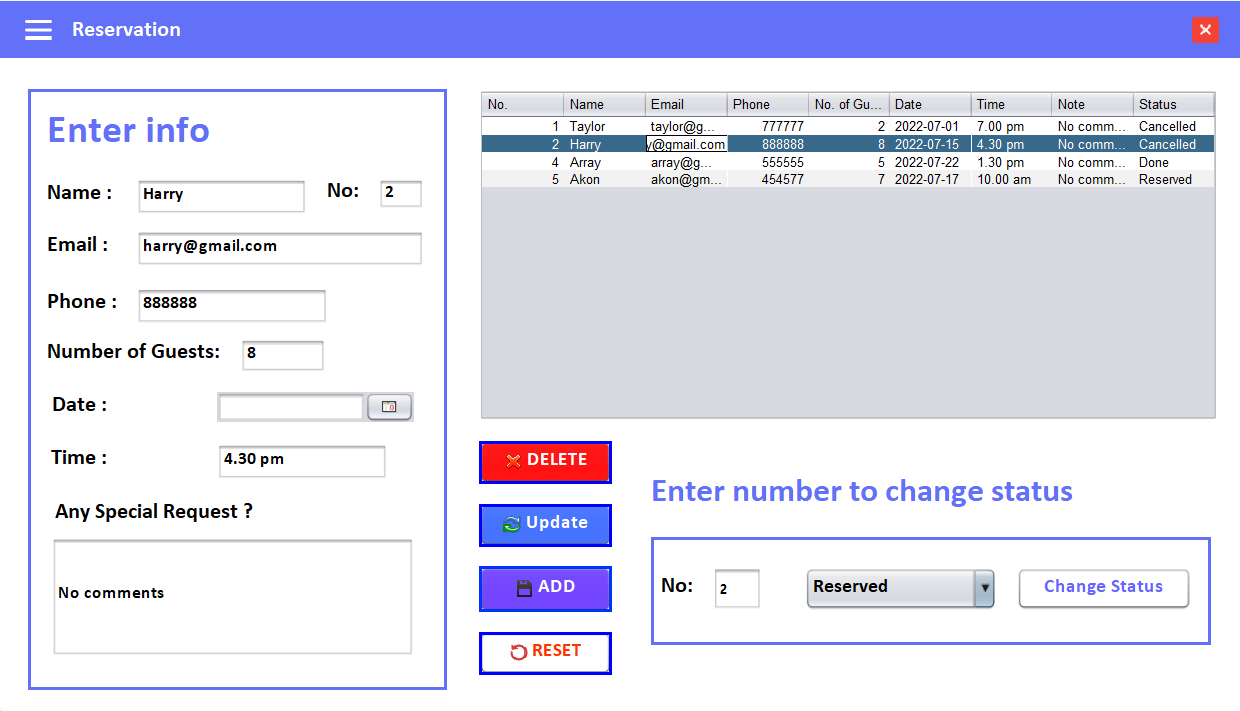 Reservation
Enter info
Name : Harry No: 2
Email : harry@gmail.com
Phone : 888888
Number of Guests: 8
Date :
Time : 4.30 pm
Any Special Request ?
No comments
No. Name Email Phone No. of Gu... Date Time Note Status
1 Taylor taylor@g... 777777 2 2022-07-01 7.00 pm No comm... Cancelled
2 Harry y@gmail.com 888888 8 2022-07-15 4.30 pm No comm... Cancelled
4 Array array@g... 555555 5 2022-07-22 1.30 pm No comm... Done
5 Akon akon@gm... 454577 7 2022-07-17 10.00 am No comm... Reserved
DELETE
Update
ADD
RESET
Enter number to change status
No: 2 Reserved Change Status